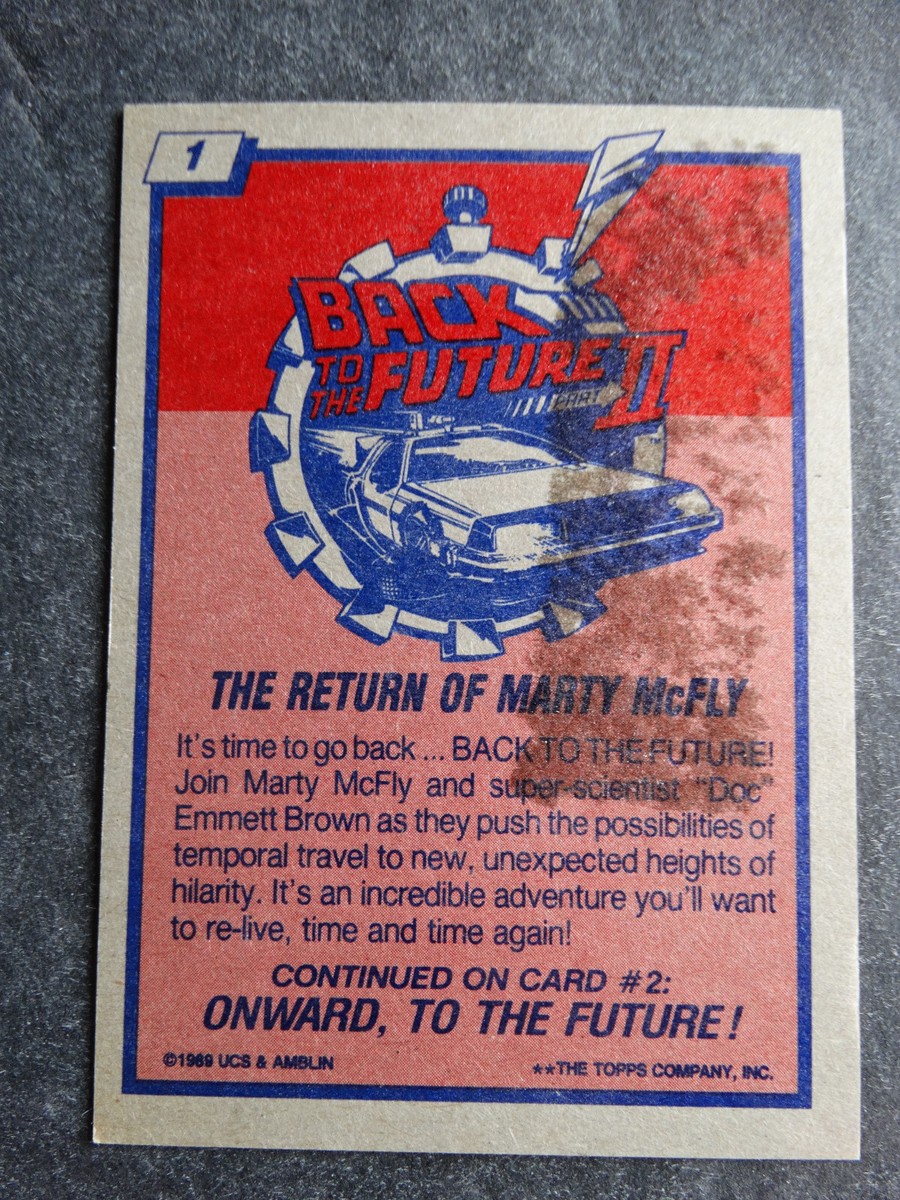 1
BACK
TO
THE FUTURE
PART II
THE RETURN OF MARTY McFLY
It's time to go back ... BACK TO THE FUTURE!
Join Marty McFly and super-scientist "Doc"
Emmett Brown as they push the possibilities of
temporal travel to new, unexpected heights of
hilarity. It's an incredible adventure you'll want
to re-live, time and time again!
CONTINUED ON CARD #2:
ONWARD, TO THE FUTURE!
©1989 UCS & AMBLIN
**THE TOPPS COMPANY, INC.